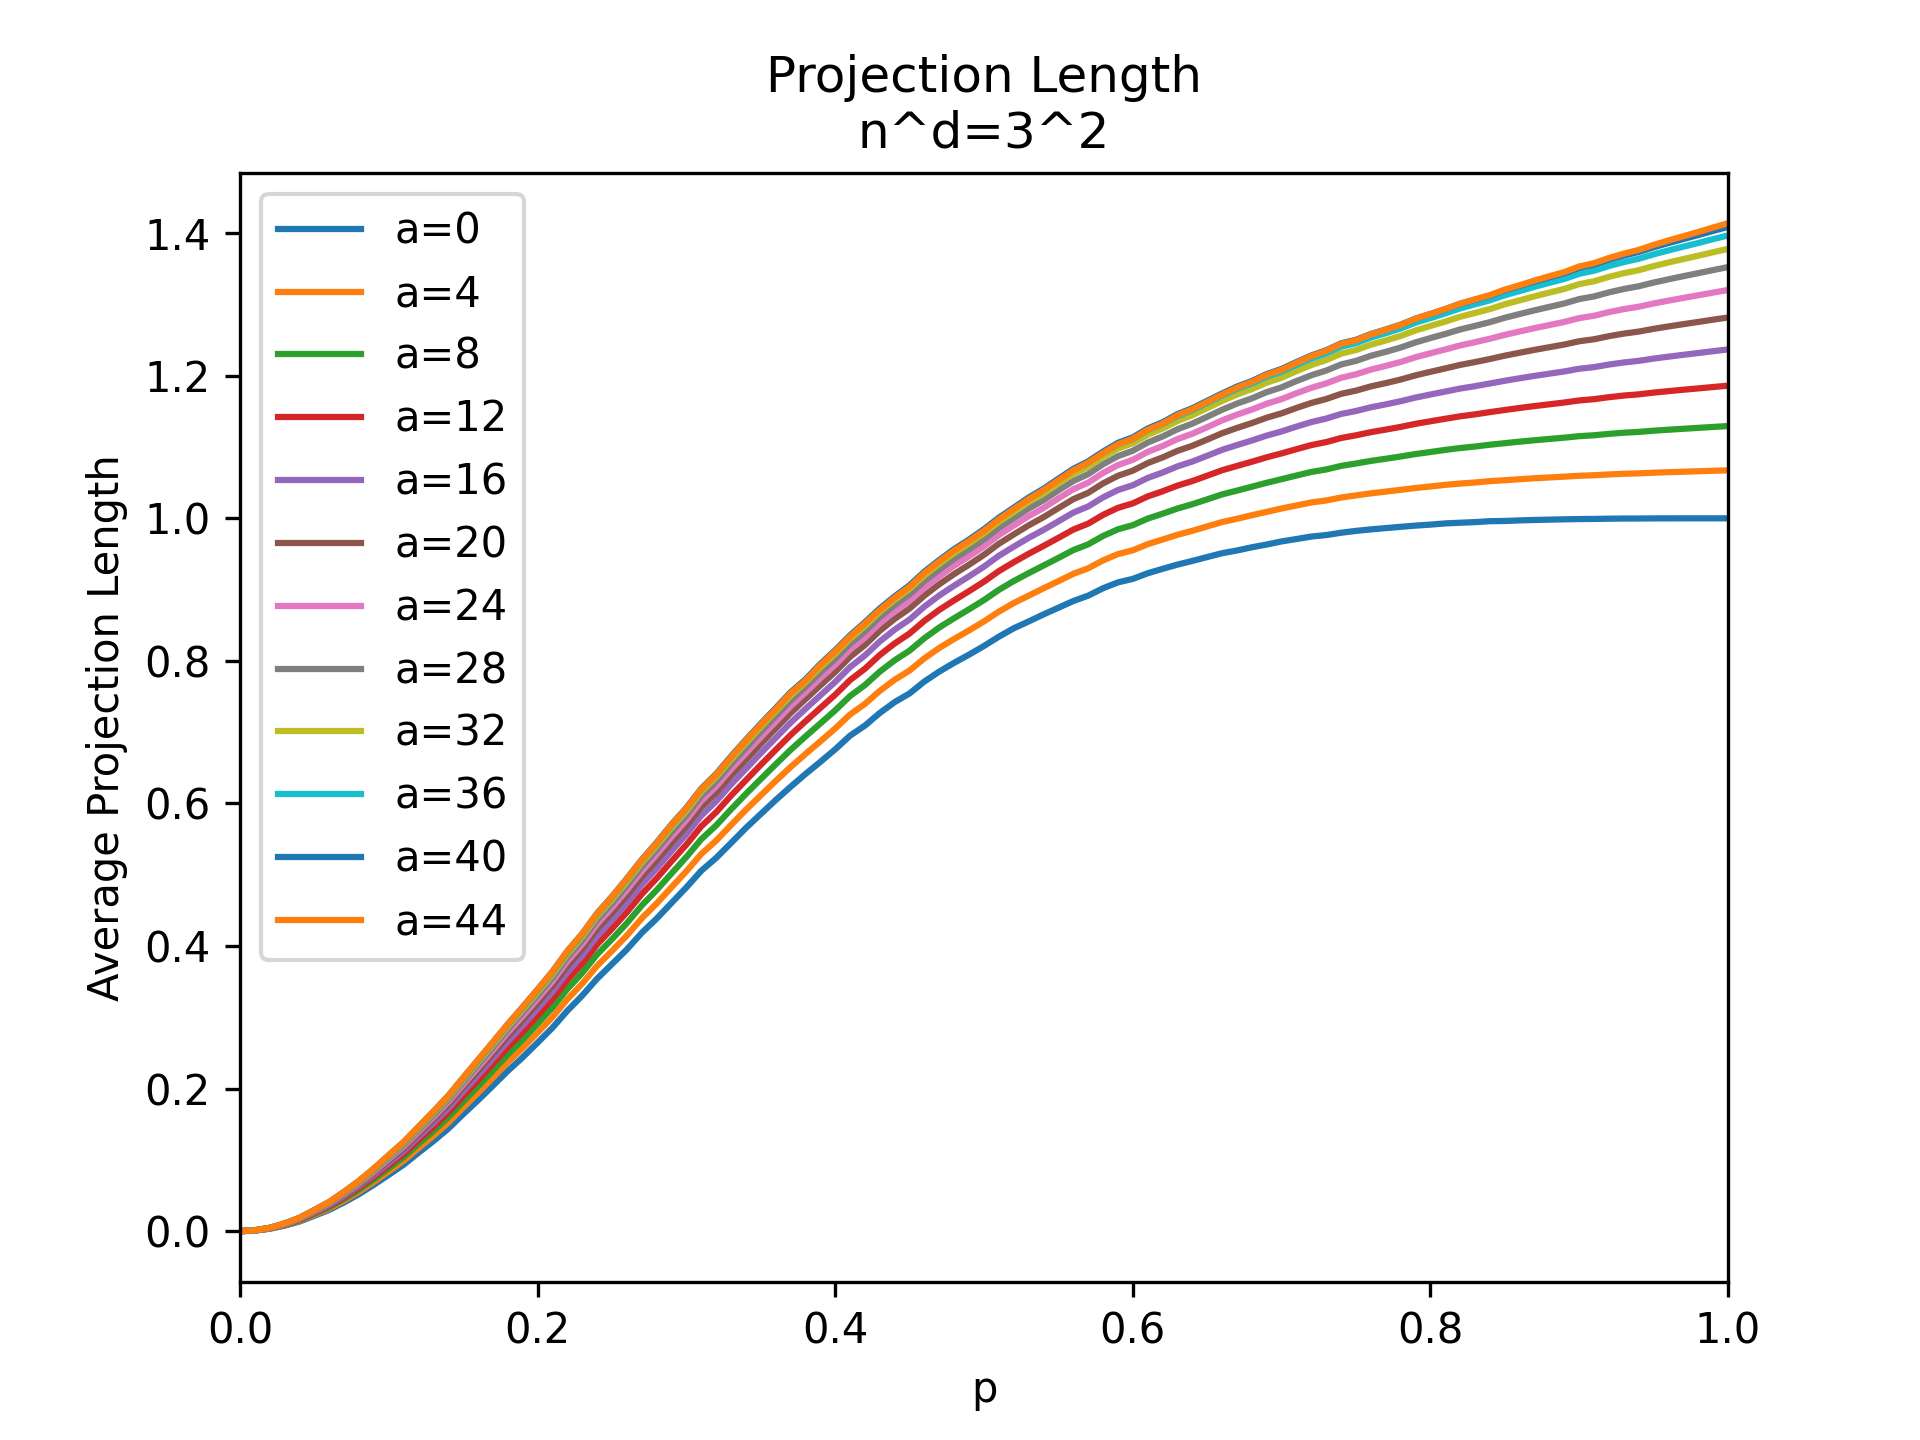 Projection Length
n^d=3^2
Average Projection Length
1.4
1.2
1.0
0.8
0.6
0.4
0.2
0.0
a=0
a=4
a=8
a=12
a=16
a=20
a=24
a=28
a=32
a=36
a=40
a=44
0.0 0.2 0.4 0.6 0.8 1.0
p